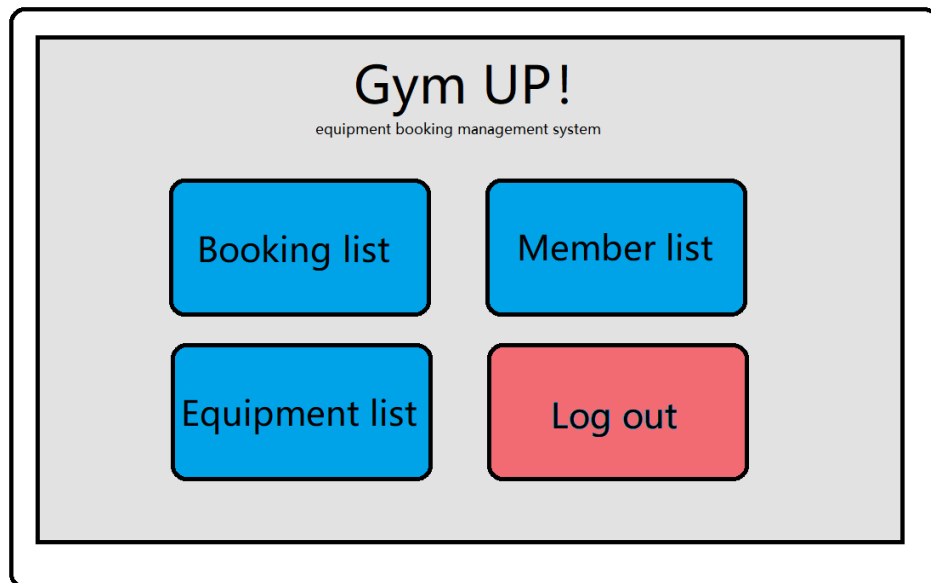 Gym UP!
equipment booking management system
Booking list
Member list
Equipment list
Log out